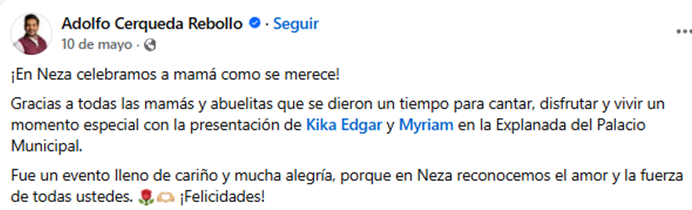 Adolfo Cerqueda Rebollo · Seguir
10 de mayo ·
¡En Neza celebramos a mamá como se merece!
Gracias a todas las mamás y abuelitas que se dieron un tiempo para cantar, disfrutar y vivir un
momento especial con la presentación de Kika Edgar y Myriam en la Explanada del Palacio
Municipal.
Fue un evento lleno de cariño y mucha alegría, porque en Neza reconocemos el amor y la fuerza
de todas ustedes. 🌹🫶🏼 ¡Felicidades!